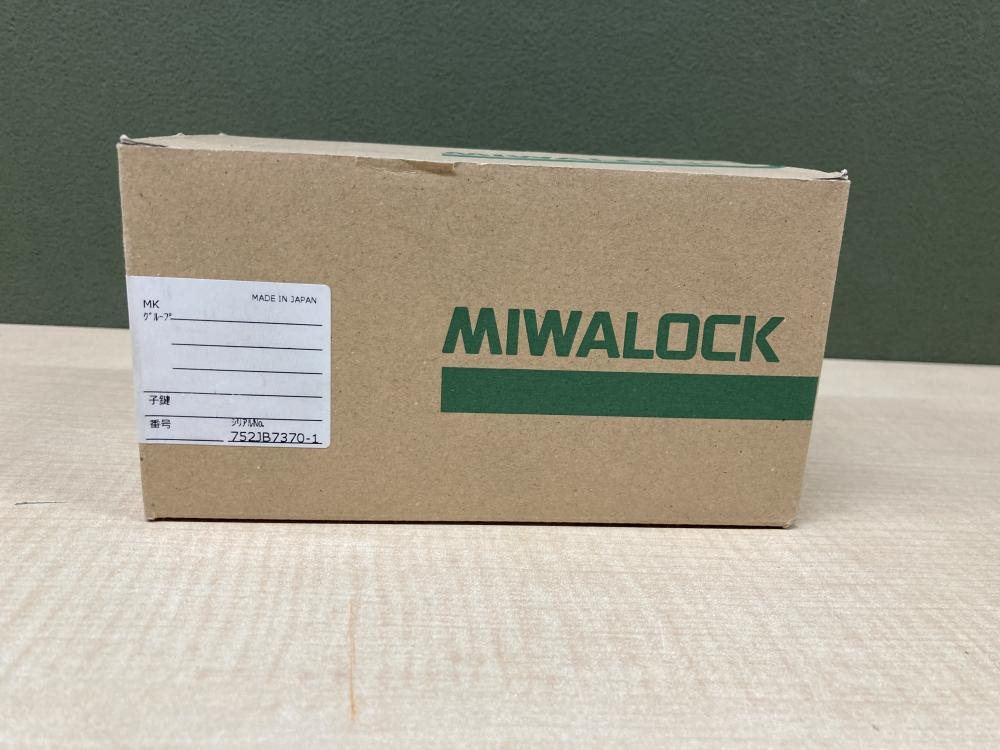 MIWALOCK
MK
MADE IN JAPAN
ｸﾞﾙｰﾌﾟ
MIWALOCK
子鍵
番号
ｼﾘｱﾙNo.
752JB7370-1